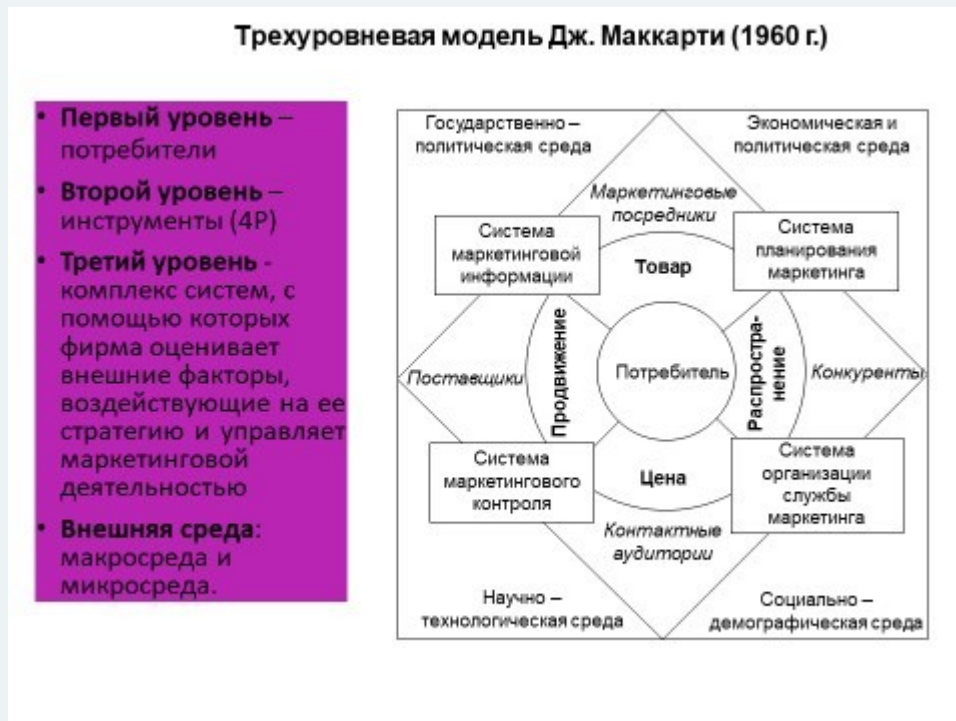 Трехуровневая модель Дж. Маккарти (1960 г.)
• Первый уровень –
потребители
• Второй уровень –
инструменты (4P)
• Третий уровень -
комплекс систем, с
помощью которых
фирма оценивает
внешние факторы,
воздействующие на ее
стратегию и управляет
маркетинговой
деятельностью
• Внешняя среда:
макросреда и
микросреда.
Государственно –
политическая среда
Экономическая и
политическая среда
Маркетинговые
посредники
Система
маркетинговой
информации
Система
планирования
маркетинга
Товар
Поставщики
Продвижение
Потребитель
Распростра-
нение
Конкуренты
Система
маркетингового
контроля
Цена
Система
организации
службы
маркетинга
Контактные
аудитории
Научно –
технологическая среда
Социально –
демографическая среда